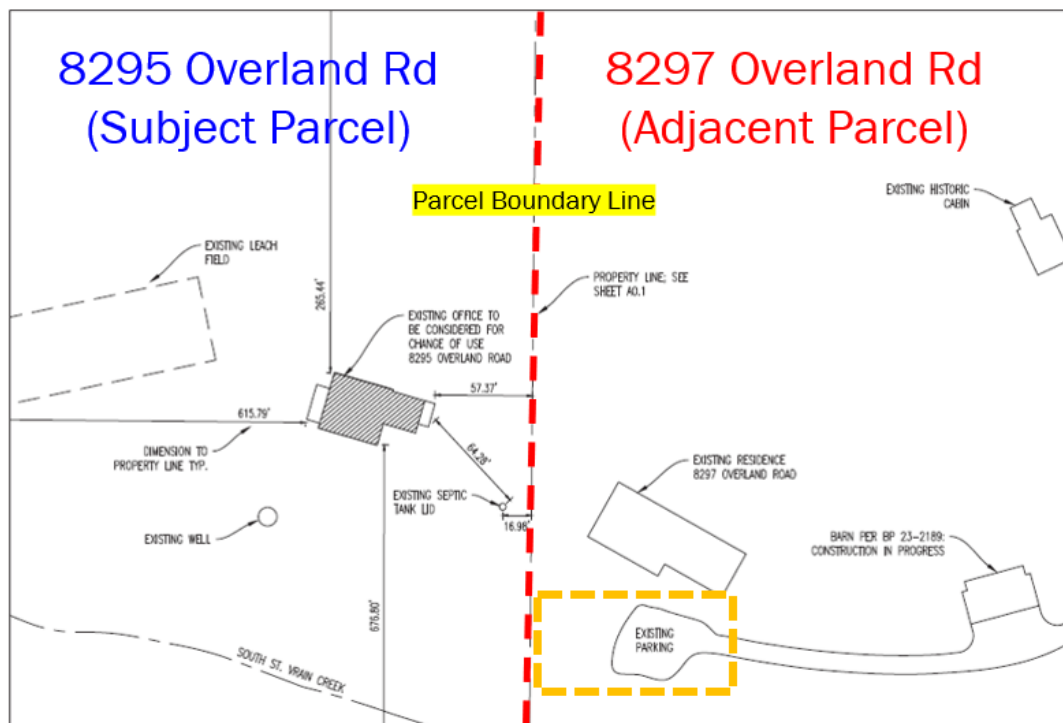 8295 Overland Rd
(Subject Parcel)
8297 Overland Rd
(Adjacent Parcel)
Parcel Boundary Line
EXISTING HISTORIC
CABIN
EXISTING LEACH
FIELD
265.44'
PROPERTY LINE; SEE
SHEET A0.1
EXISTING OFFICE TO
BE CONSIDERED FOR
CHANGE OF USE
8295 OVERLAND ROAD
57.37'
615.79'
DIMENSION TO
PROPERTY LINE TYP.
64.28'
EXISTING SEPTIC
TANK LID
16.98'
EXISTING WELL
EXISTING RESIDENCE
8297 OVERLAND ROAD
BARN PER BP 23-2189:
CONSTRUCTION IN PROGRESS
676.80'
EXISTING
PARKING
SOUTH ST. VRAIN CREEK